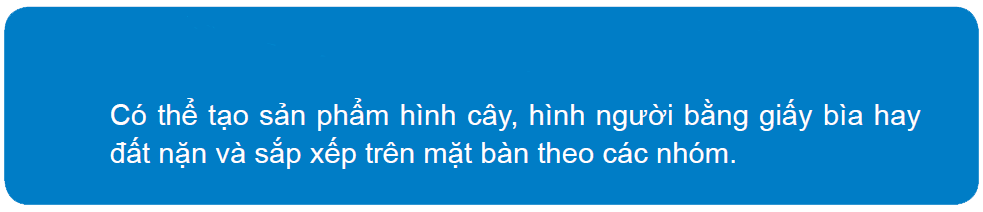 Có thể tạo sản phẩm hình cây, hình người bằng giấy bìa hay
đất nặn và sắp xếp trên mặt bàn theo các nhóm.